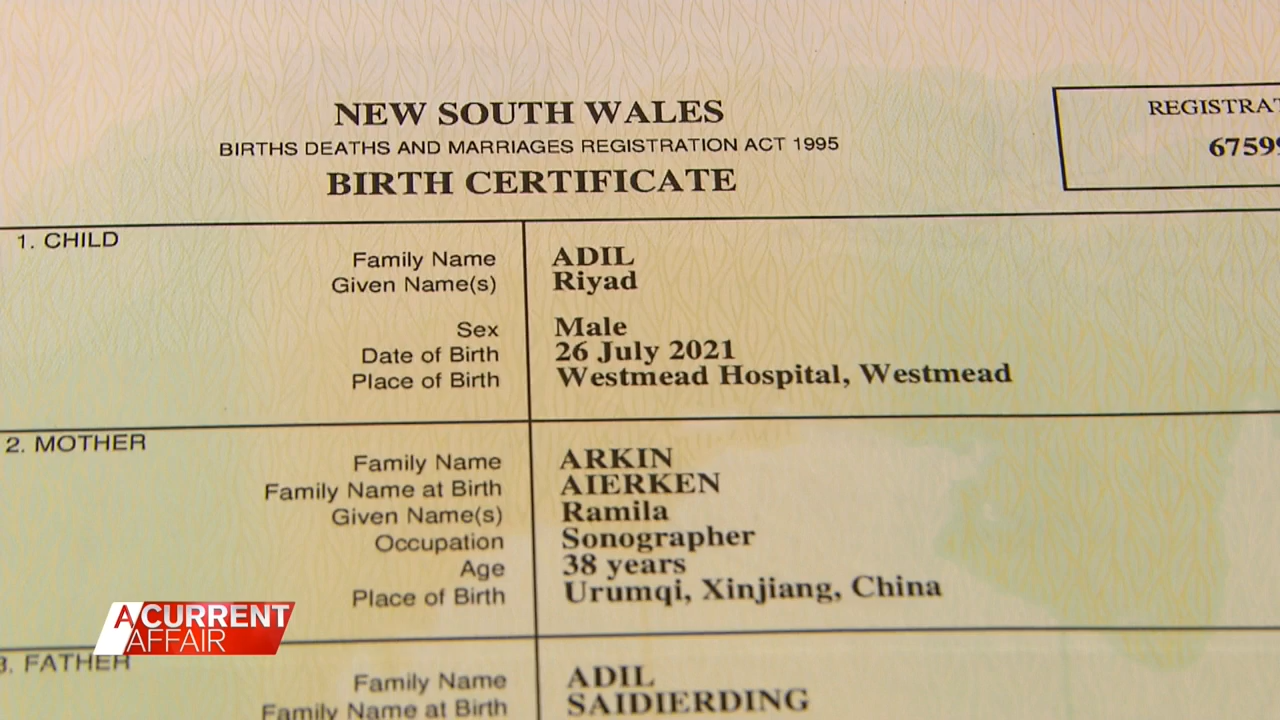 NEW SOUTH WALES
BIRTHS DEATHS AND MARRIAGES REGISTRATION ACT 1995
BIRTH CERTIFICATE
REGISTRAT
67599
1. CHILD
Family Name ADIL
Given Name(s) Riyad
Sex Male
Date of Birth 26 July 2021
Place of Birth Westmead Hospital, Westmead
2. MOTHER
Family Name ARKIN
Family Name at Birth AIERKEN
Given Name(s) Ramila
Occupation Sonographer
Age 38 years
Place of Birth Urumqi, Xinjiang, China
3. FATHER
Family Name ADIL
Family Name at Birth SAIDIERDING
A CURRENT
AFFAIR